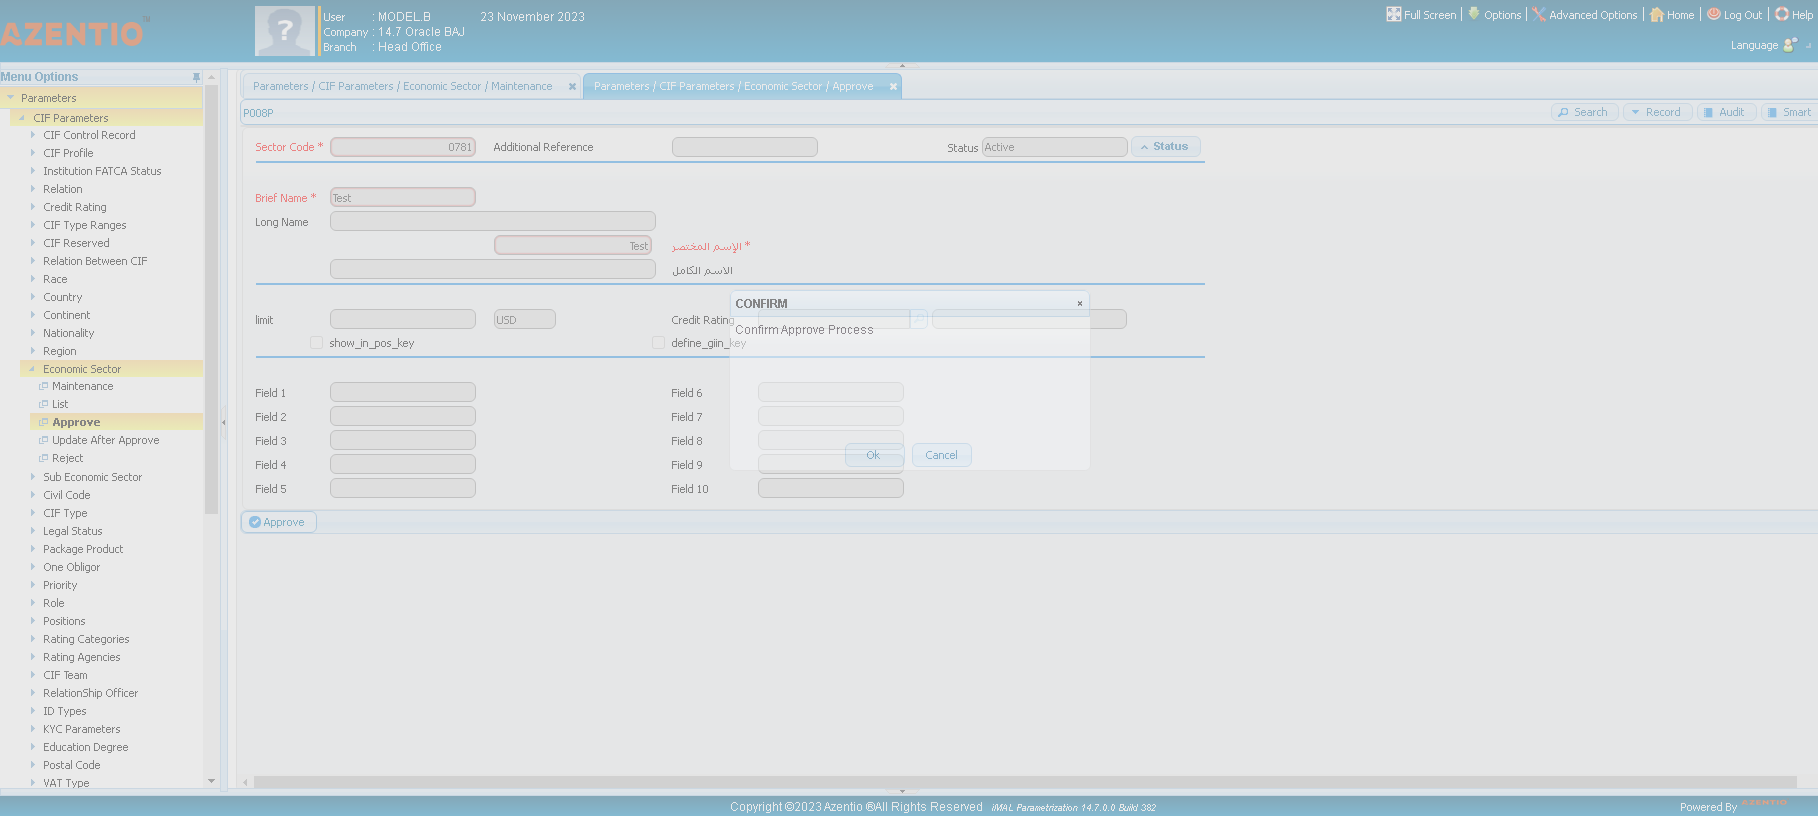 AZENTIO™
User : MODEL.B 23 November 2023
Company : 14.7 Oracle BAJ
Branch : Head Office
Full Screen Options Advanced Options Home Log Out Help
Language
Menu Options
Parameters
CIF Parameters
CIF Control Record
CIF Profile
Institution FATCA Status
Relation
Credit Rating
CIF Type Ranges
CIF Reserved
Relation Between CIF
Race
Country
Continent
Nationality
Region
Economic Sector
Maintenance
List
Approve
Update After Approve
Reject
Sub Economic Sector
Civil Code
CIF Type
Legal Status
Package Product
One Obligor
Priority
Role
Positions
Rating Categories
Rating Agencies
CIF Team
RelationShip Officer
ID Types
KYC Parameters
Education Degree
Postal Code
VAT Type
Parameters / CIF Parameters / Economic Sector / Maintenance
Parameters / CIF Parameters / Economic Sector / Approve
P008P
Search Record Audit Smart
Sector Code * 0781 Additional Reference Status Active Status
Brief Name * Test
Long Name
Test الإسم المختصر *
الاسم الكامل
limit USD Credit Rating
show_in_pos_key define_giin_key
CONFIRM
Confirm Approve Process
Ok Cancel
Field 1 Field 6
Field 2 Field 7
Field 3 Field 8
Field 4 Field 9
Field 5 Field 10
Approve
Copyright ©2023 Azentio ®All Rights Reserved iMAL Parametrization 14.7.0.0 Build 382
Powered By AZENTIO